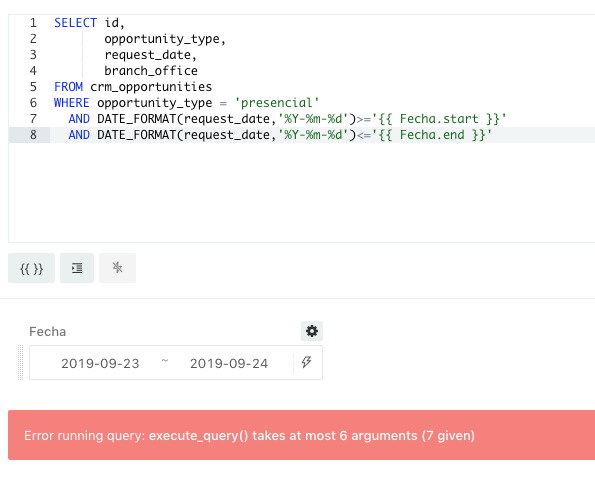 1 SELECT id,
2 opportunity_type,
3 request_date,
4 branch_office
5 FROM crm_opportunities
6 WHERE opportunity_type = 'presencial'
7 AND DATE_FORMAT(request_date,'%Y-%m-%d')>='{{ Fecha.start }}'
8 AND DATE_FORMAT(request_date,'%Y-%m-%d')<='{{ Fecha.end }}'
{{ }}
Fecha
2019-09-23 ~ 2019-09-24
Error running query: execute_query() takes at most 6 arguments (7 given)